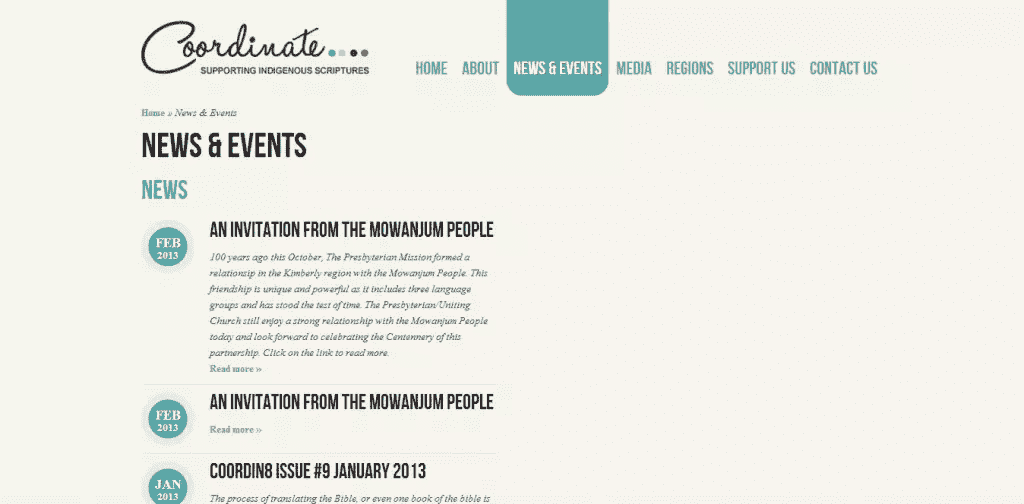 Coordinate
SUPPORTING INDIGENOUS SCRIPTURES
HOME ABOUT NEWS & EVENTS MEDIA REGIONS SUPPORT US CONTACT US
Home » News & Events
NEWS & EVENTS
NEWS
FEB
2013
AN INVITATION FROM THE MOWANJUM PEOPLE
100 years ago this October, The Presbyterian Mission formed a
relationsip in the Kimberly region with the Mowanjum People. This
friendship is unique and powerful as it includes three language
groups and has stood the test of time. The Presbyterian/Uniting
Church still enjoy a strong relationship with the Mowanjum People
today and look forward to celebrating the Centennery of this
partnership. Click on the link to read more.
Read more »
FEB
2013
AN INVITATION FROM THE MOWANJUM PEOPLE
Read more »
JAN
2013
COORDIN8 ISSUE #9 JANUARY 2013
The process of translating the Bible, or even one book of the bible is